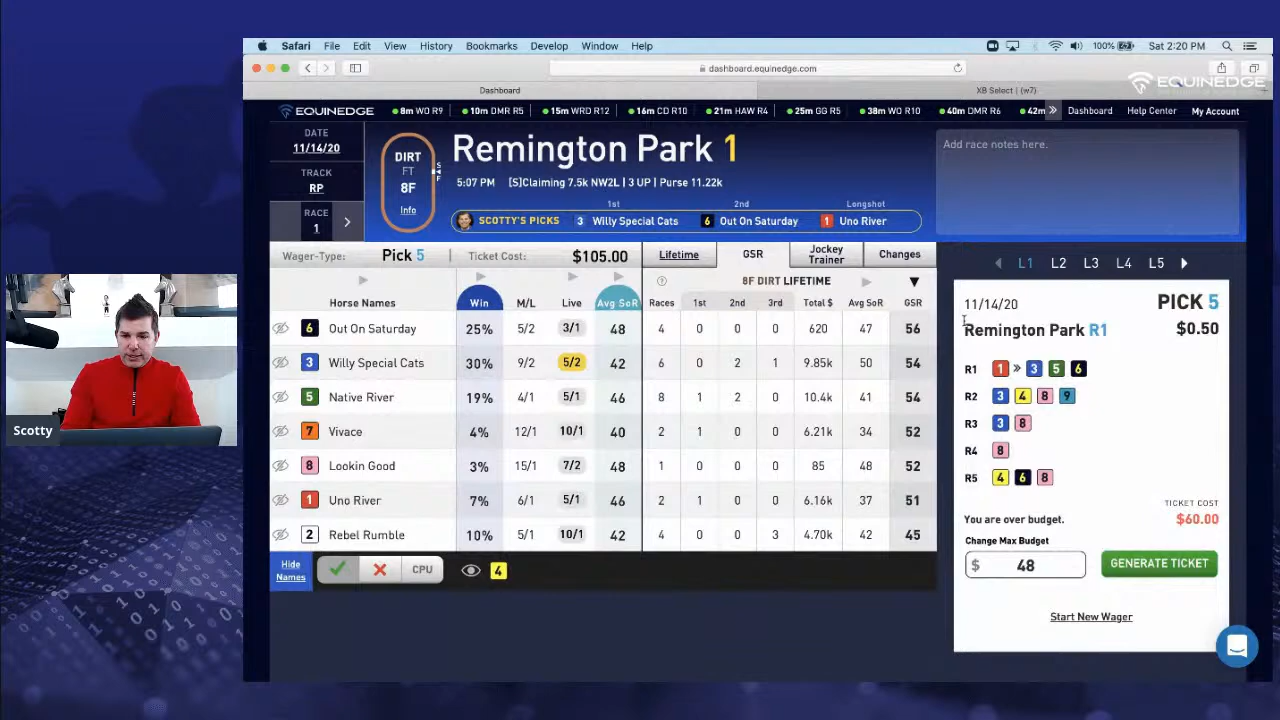 Safari File Edit View History Bookmarks Develop Window Help 100% Sat 2:20 PM
dashboard.equinedge.com
Dashboard XB Select | (w7)
EQUINEDGE
EQUINEDGE 8m WO R9 10m DMR R5 15m WRD R12 16m CD R10 21m HAW R4 25m GG R5 38m WO R10 40m DMR R6 42m » Dashboard Help Center My Account
DATE
11/14/20
TRACK
RP
RACE
1
DIRT
FT
8F
Info
S
F
Remington Park 1
5:07 PM [S]Claiming 7.5k NW2L | 3 UP | Purse 11.22k
1st 2nd Longshot
SCOTTY'S PICKS 3 Willy Special Cats 6 Out On Saturday 1 Uno River
Add race notes here.
Wager-Type: Pick 5 Ticket Cost: $105.00 Lifetime GSR Jockey Trainer Changes
8F DIRT LIFETIME
Horse Names Win M/L Live Avg SoR Races 1st 2nd 3rd Total $ Avg SoR GSR
6 Out On Saturday 25% 5/2 3/1 48 4 0 0 0 620 47 56
3 Willy Special Cats 30% 9/2 5/2 42 6 0 2 1 9.85k 50 54
5 Native River 19% 4/1 5/1 46 8 1 2 0 10.4k 41 54
7 Vivace 4% 12/1 10/1 40 2 1 0 0 6.21k 34 52
8 Lookin Good 3% 15/1 7/2 48 1 0 0 0 85 48 52
1 Uno River 7% 6/1 5/1 46 2 1 0 0 6.16k 37 51
2 Rebel Rumble 10% 5/1 10/1 42 4 0 0 3 4.70k 42 45
Hide Names CPU 4
L1 L2 L3 L4 L5
11/14/20 PICK 5
Remington Park R1 $0.50
R1 1 » 3 5 6
R2 3 4 8 9
R3 3 8
R4 8
R5 4 6 8
TICKET COST
You are over budget. $60.00
Change Max Budget
$ 48 GENERATE TICKET
Start New Wager
Scotty